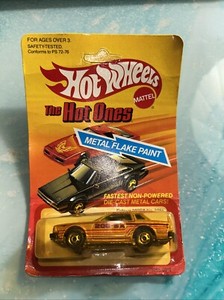 FOR AGES OVER 3
SAFETY TESTED.
Conforms to PS 72-76
Hot Wheels
MATTEL
The Hot Ones
METAL FLAKE PAINT
FASTEST NON-POWERED
DIE-CAST METAL CARS!